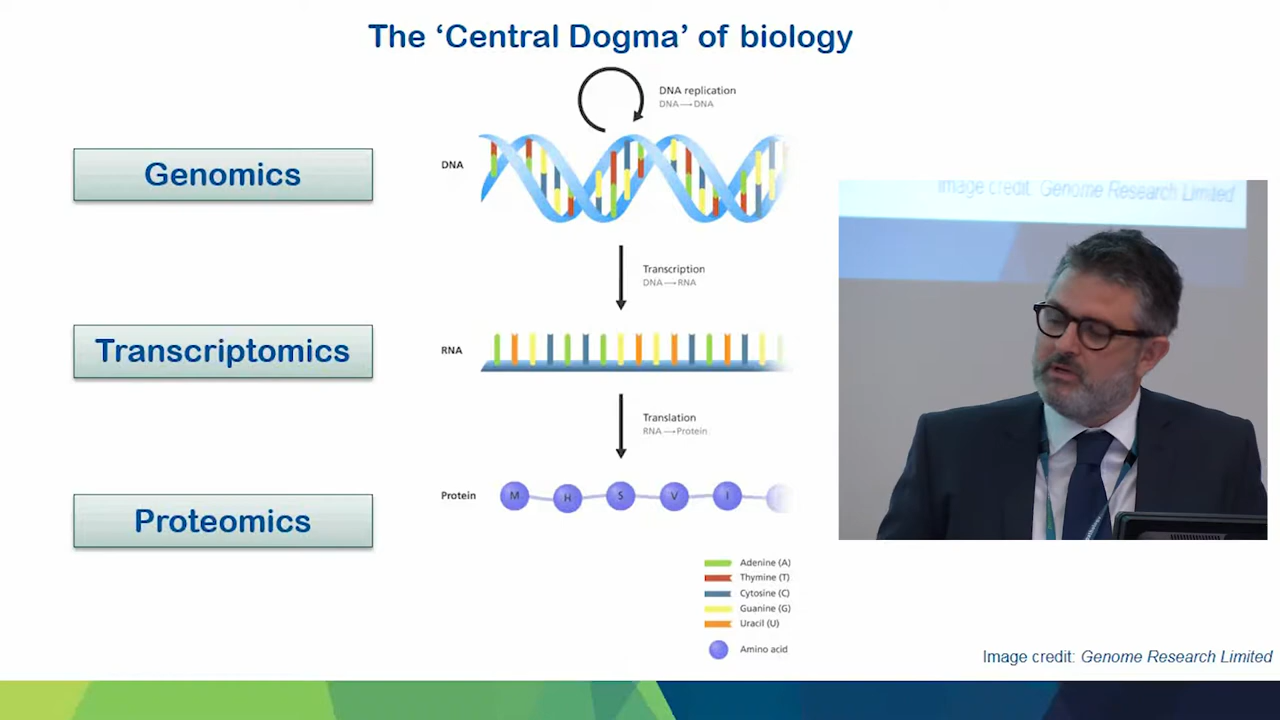 The ‘Central Dogma’ of biology
DNA replication
DNA → DNA
Genomics
DNA
Transcription
DNA → RNA
Transcriptomics
RNA
Translation
RNA → Protein
Proteomics
Protein
M H S V I
Adenine (A)
Thymine (T)
Cytosine (C)
Guanine (G)
Uracil (U)
Amino acid
Image credit: Genome Research Limited
Image credit: Genome Research Limited